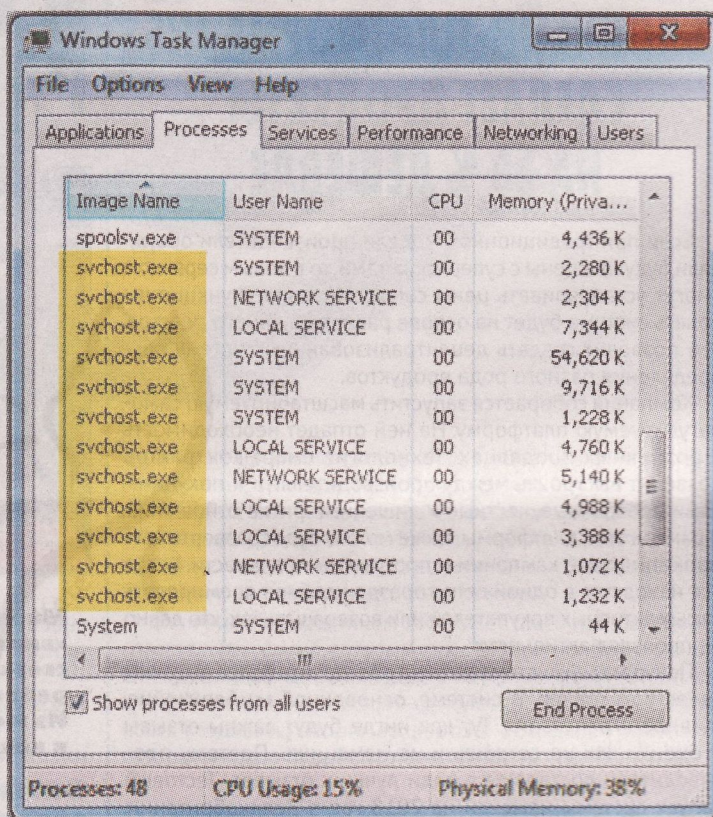 Windows Task Manager
File Options View Help
Applications Processes Services Performance Networking Users
Image Name User Name CPU Memory (Priva...
spoolsv.exe SYSTEM 00 4,436 K
svchost.exe SYSTEM 00 2,280 K
svchost.exe NETWORK SERVICE 00 2,304 K
svchost.exe LOCAL SERVICE 00 7,344 K
svchost.exe SYSTEM 00 54,620 K
svchost.exe SYSTEM 00 9,716 K
svchost.exe SYSTEM 00 1,228 K
svchost.exe LOCAL SERVICE 00 4,760 K
svchost.exe NETWORK SERVICE 00 5,140 K
svchost.exe LOCAL SERVICE 00 4,988 K
svchost.exe LOCAL SERVICE 00 3,388 K
svchost.exe NETWORK SERVICE 00 1,072 K
svchost.exe LOCAL SERVICE 00 1,232 K
System SYSTEM 00 44 K
Show processes from all users End Process
Processes: 48 CPU Usage: 15% Physical Memory: 38%